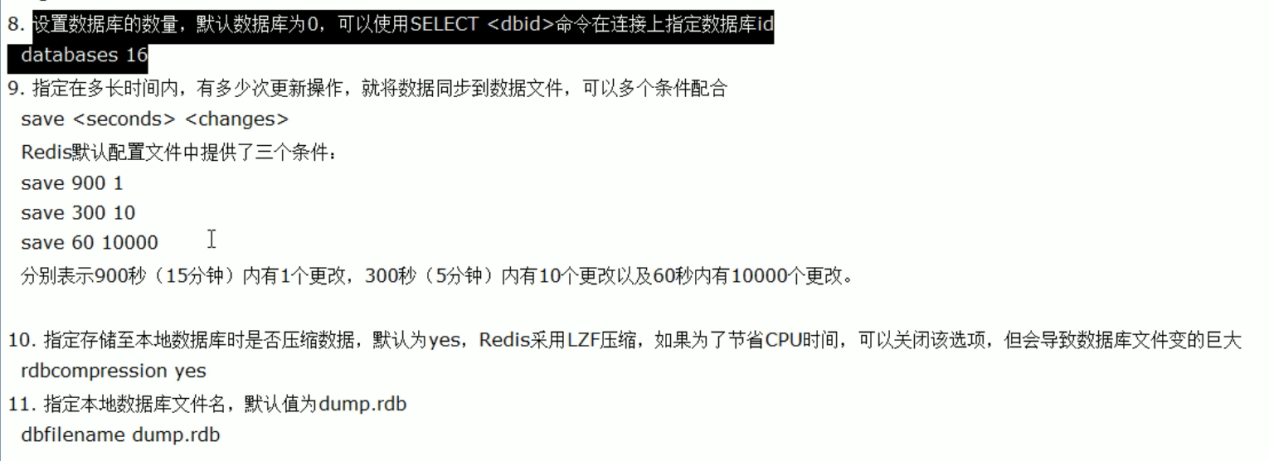 8. 设置数据库的数量，默认数据库为0，可以使用SELECT <dbid>命令在连接上指定数据库id
databases 16
9. 指定在多长时间内，有多少次更新操作，就将数据同步到数据文件，可以多个条件配合
save <seconds> <changes>
Redis默认配置文件中提供了三个条件：
save 900 1
save 300 10
save 60 10000
分别表示900秒（15分钟）内有1个更改，300秒（5分钟）内有10个更改以及60秒内有10000个更改。
10. 指定存储至本地数据库时是否压缩数据，默认为yes，Redis采用LZF压缩，如果为了节省CPU时间，可以关闭该选项，但会导致数据库文件变的巨大
rdbcompression yes
11. 指定本地数据库文件名，默认值为dump.rdb
dbfilename dump.rdb